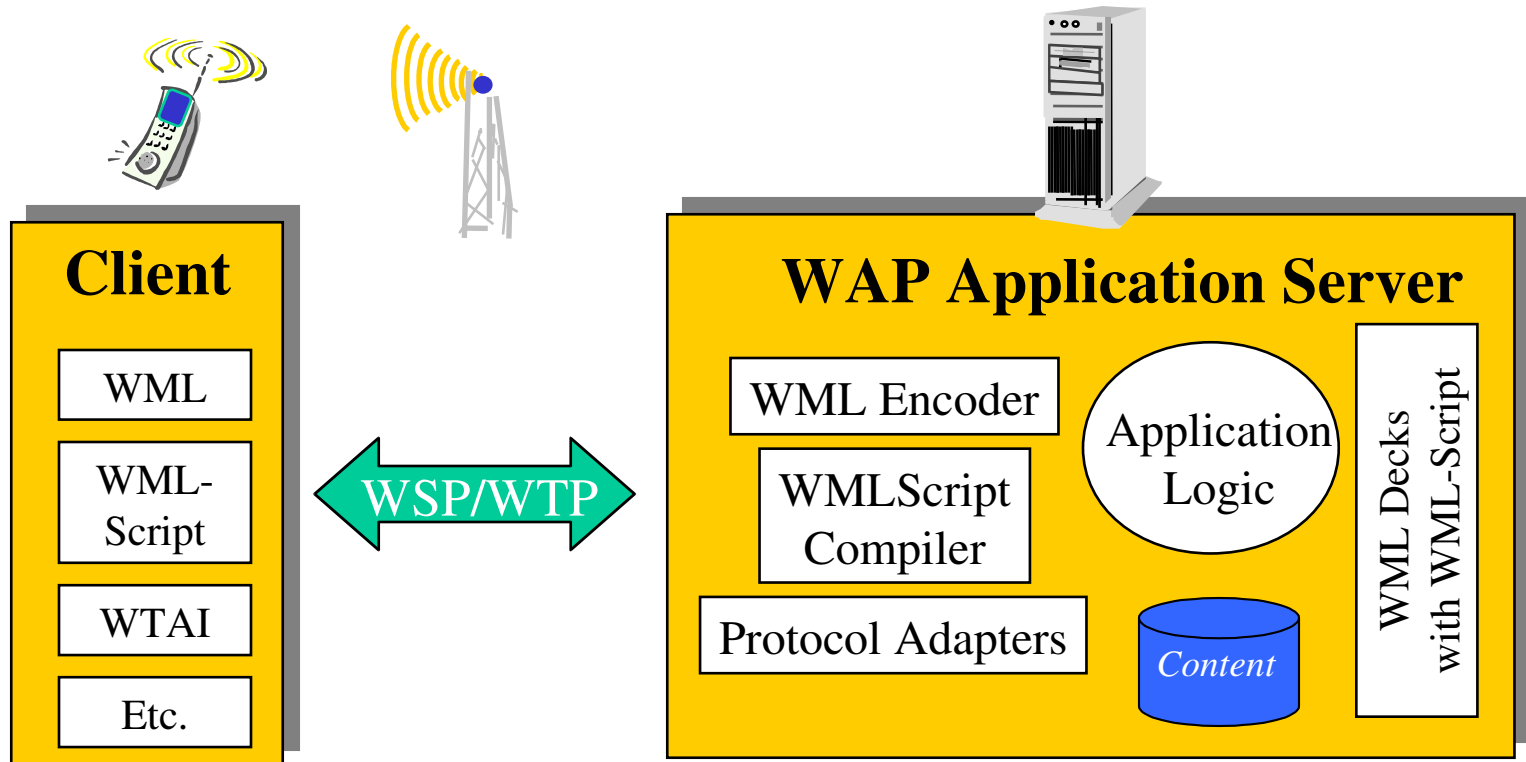 Client
WML
WML-
Script
WTAI
Etc.
WSP/WTP
WAP Application Server
WML Encoder
WMLScript
Compiler
Protocol Adapters
Application
Logic
Content
WML Decks
with WML-Script